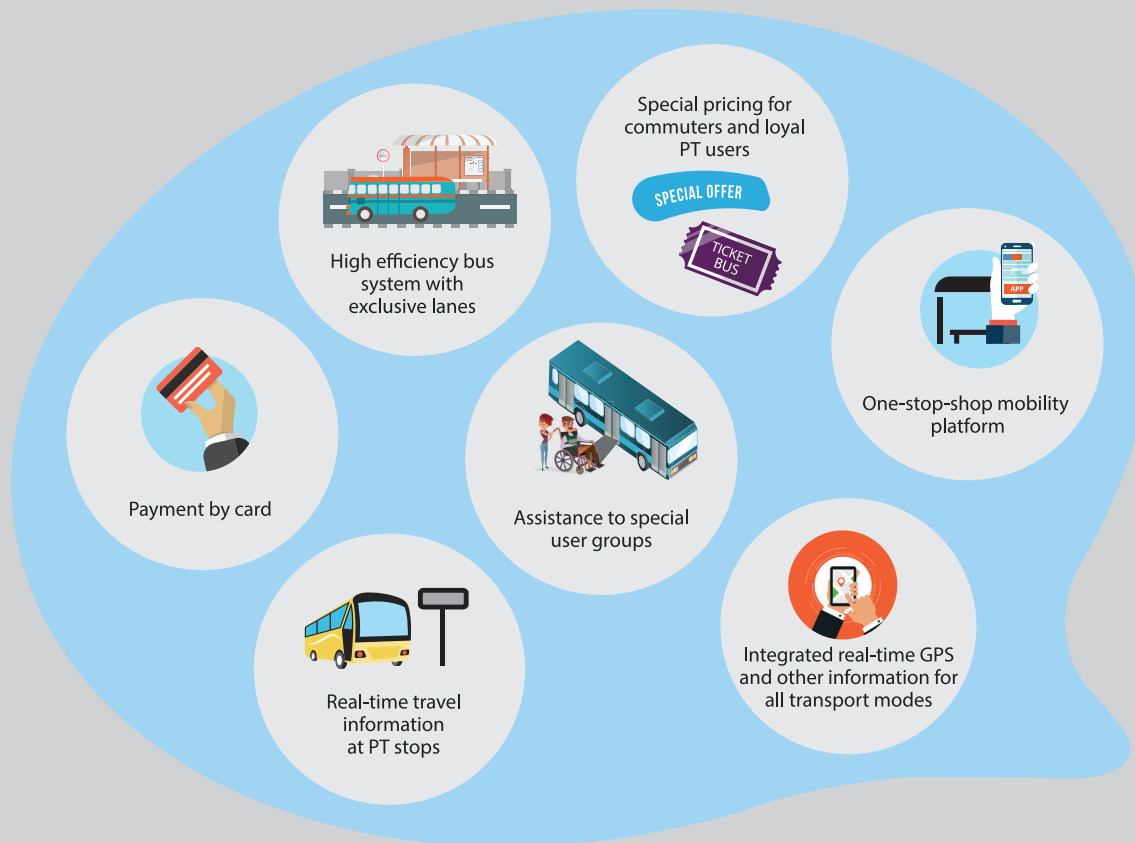 Special pricing for
commuters and loyal
PT users
SPECIAL OFFER
TICKET
BUS
High efficiency bus
system with
exclusive lanes
APP
One-stop-shop mobility
platform
Payment by card
Assistance to special
user groups
Integrated real-time GPS
and other information for
all transport modes
Real-time travel
information
at PT stops